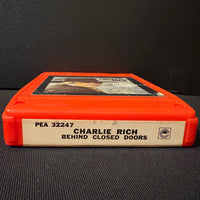 PEA 32247
CHARLIE RICH
BEHIND CLOSED DOORS